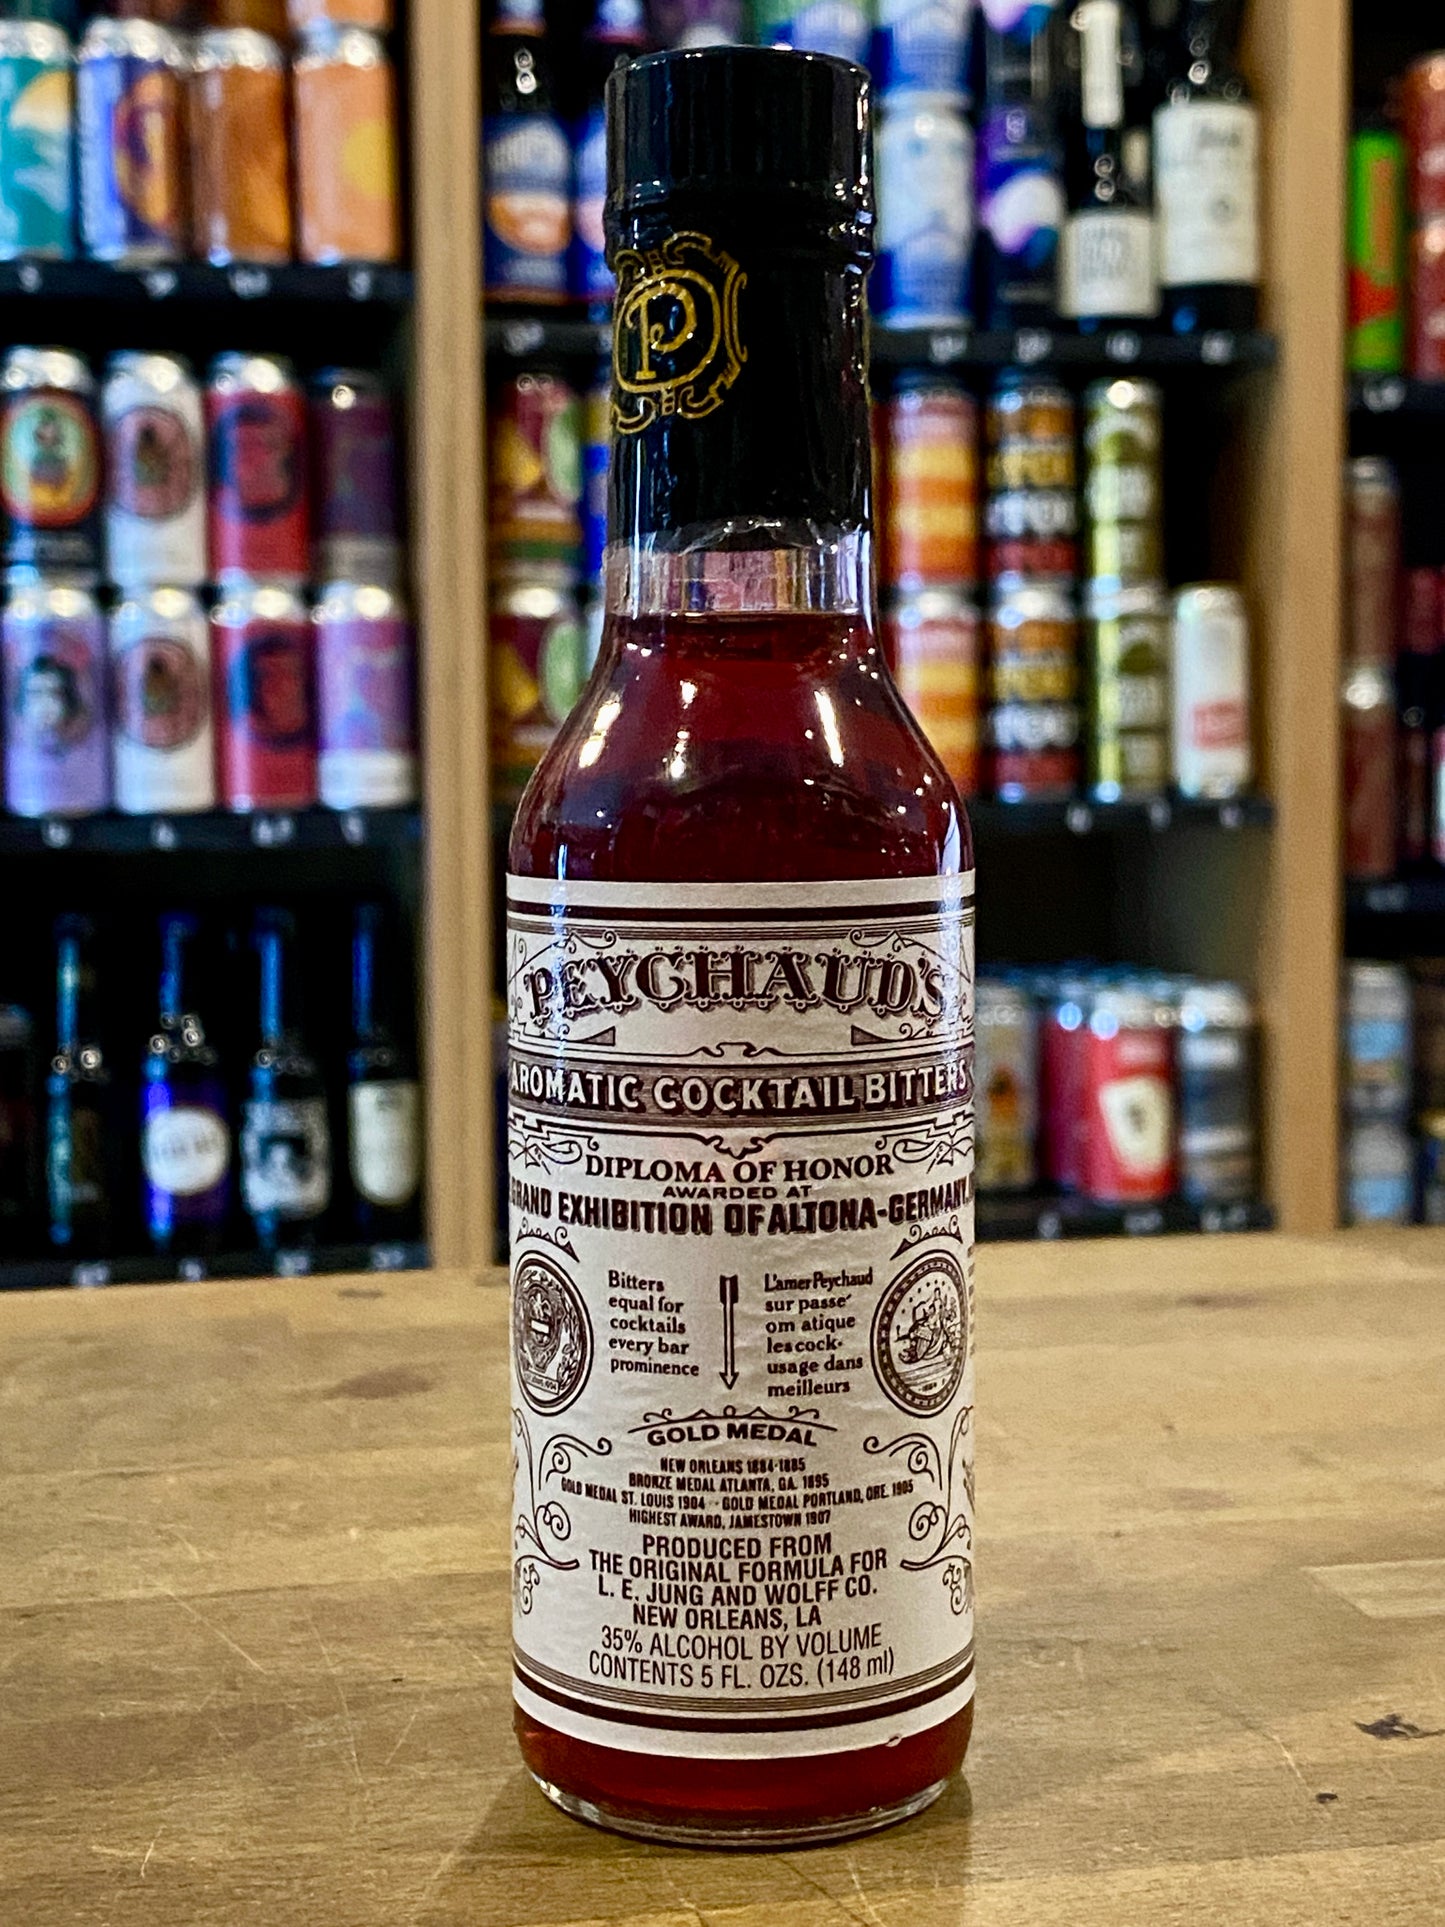 P
PEYCHAUD'S
AROMATIC COCKTAIL BITTERS
DIPLOMA OF HONOR
AWARDED AT
GRAND EXHIBITION OF ALTONA-GERMANY.
Bitters
equal for
cocktails
every bar
prominence
L'amer Peychaud
sur passe´
om atique
les cock-
usage dans
meilleurs
GOLD MEDAL
NEW ORLEANS 1884-1885
BRONZE MEDAL ATLANTA, GA. 1895
GOLD MEDAL ST. LOUIS 1904 -- GOLD MEDAL PORTLAND, ORE. 1905
HIGHEST AWARD, JAMESTOWN 1907
PRODUCED FROM
THE ORIGINAL FORMULA FOR
L. E. JUNG AND WOLFF CO.
NEW ORLEANS, LA
35% ALCOHOL BY VOLUME
CONTENTS 5 FL. OZS. (148 ml)